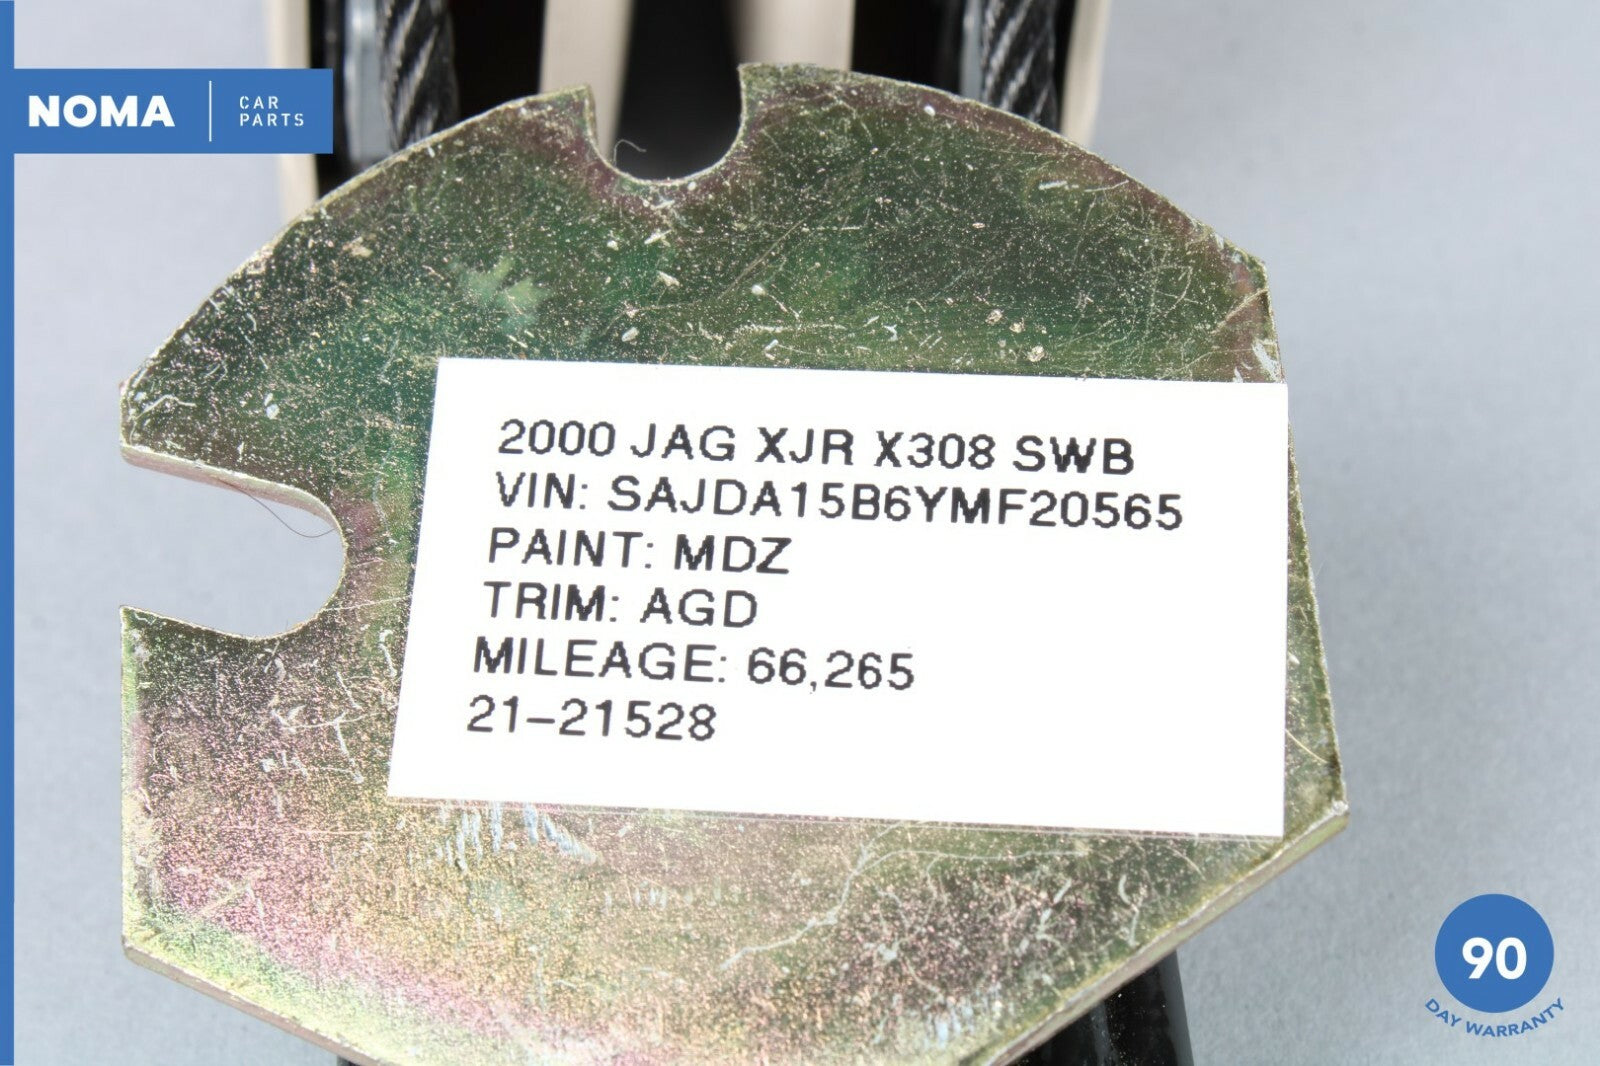 NOMA
CAR
PARTS
2000 JAG XJR X308 SWB
VIN: SAJDA15B6YMF20565
PAINT: MDZ
TRIM: AGD
MILEAGE: 66,265
21-21528
90
DAY WARRANTY